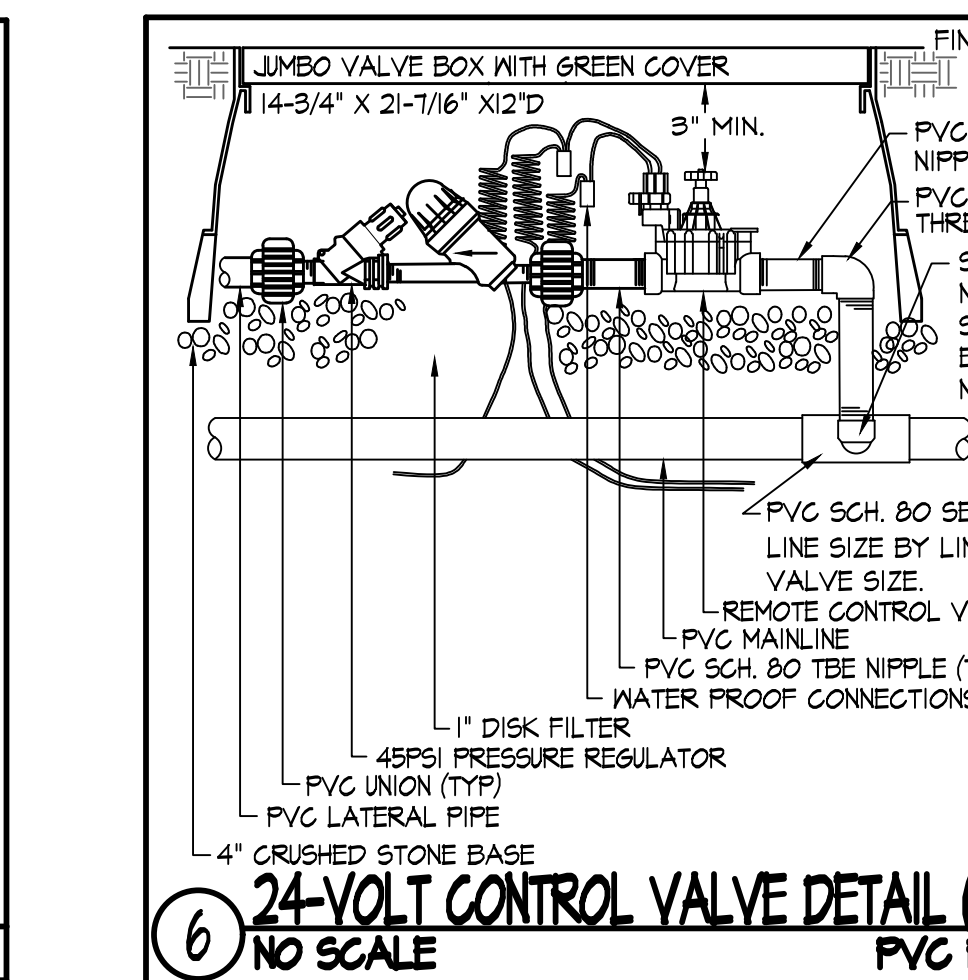 FIN
JUMBO VALVE BOX WITH GREEN COVER
14-3/4" X 21-7/16" X12"D
3" MIN.
PVC
NIPP
PVC
THRE
S
N
S
E
N
PVC SCH. 80 SE
LINE SIZE BY LIN
VALVE SIZE.
REMOTE CONTROL V
PVC MAINLINE
PVC SCH. 80 TBE NIPPLE (T
WATER PROOF CONNECTIONS
1" DISK FILTER
45PSI PRESSURE REGULATOR
PVC UNION (TYP)
PVC LATERAL PIPE
4" CRUSHED STONE BASE
6
24-VOLT CONTROL VALVE DETAIL (
NO SCALE
PVC